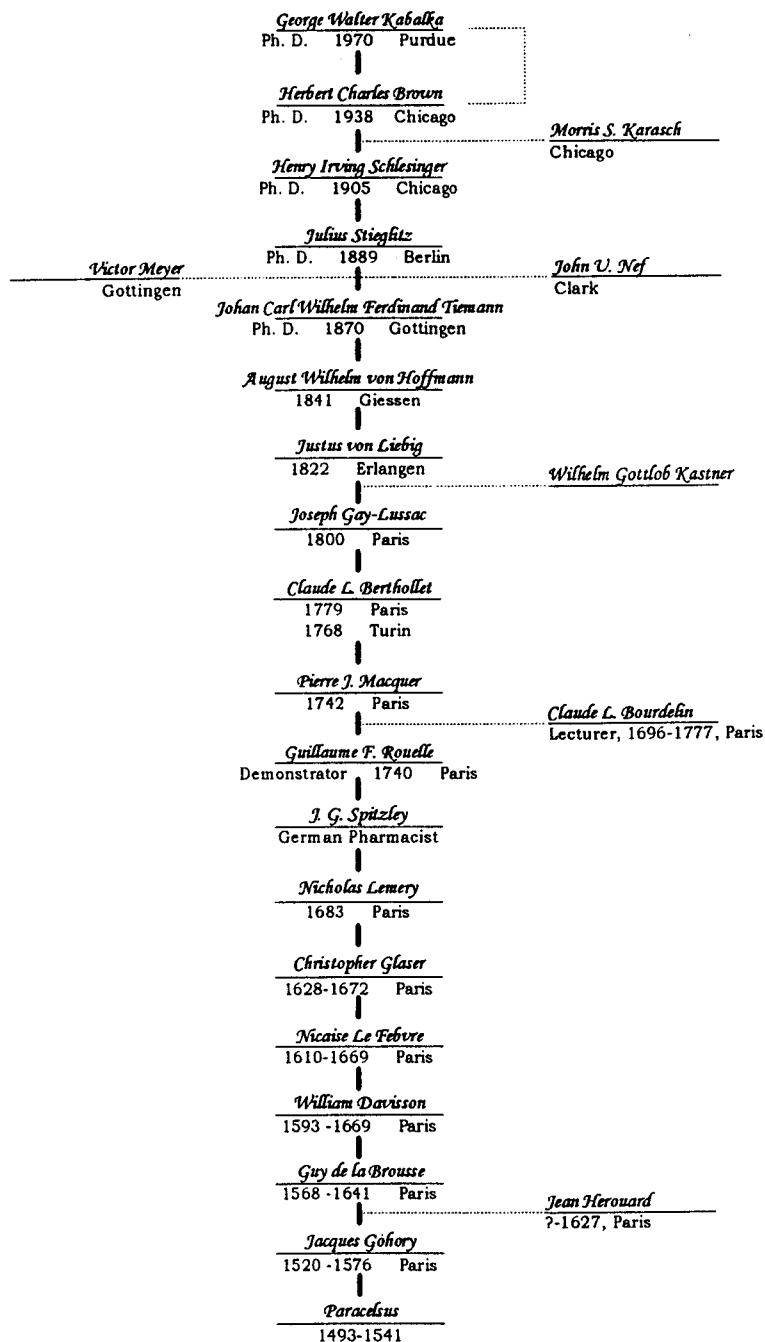 George Walter Kabalka
Ph. D. 1970 Purdue
Herbert Charles Brown
Ph. D. 1938 Chicago
Morris S. Karasch
Chicago
Henry Irving Schlesinger
Ph. D. 1905 Chicago
Julius Stieglitz
Ph. D. 1889 Berlin
Victor Meyer
Gottingen
John U. Nef
Clark
Johan Carl Wilhelm Ferdinand Tiemann
Ph. D. 1870 Gottingen
August Wilhelm von Hoffmann
1841 Giessen
Justus von Liebig
1822 Erlangen
Wilhelm Gottlob Kastner
Joseph Gay-Lussac
1800 Paris
Claude L. Berthollet
1779 Paris
1768 Turin
Pierre J. Macquer
1742 Paris
Claude L. Bourdelin
Lecturer, 1696-1777, Paris
Guillaume F. Rouelle
Demonstrator 1740 Paris
J. G. Spitzley
German Pharmacist
Nicholas Lemery
1683 Paris
Christopher Glaser
1628-1672 Paris
Nicaise Le Febvre
1610-1669 Paris
William Davisson
1593 -1669 Paris
Guy de la Brousse
1568 -1641 Paris
Jean Herouard
?-1627, Paris
Jacques Gohory
1520 -1576 Paris
Paracelsus
1493-1541